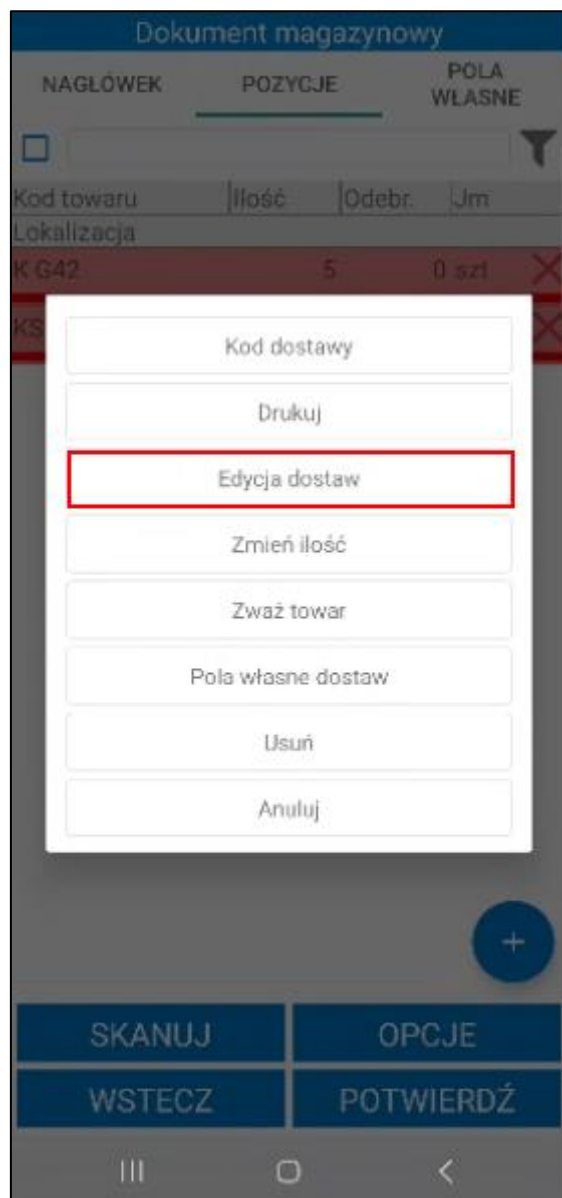 Dokument magazynowy
NAGŁÓWEK POZYCJE POLA WŁASNE
Kod towaru Ilość Odebr. Jm
Lokalizacja
K G42 5 0 szt
KS
Kod dostawy
Drukuj
Edycja dostaw
Zmień ilość
Zważ towar
Pola własne dostaw
Usuń
Anuluj
+
SKANUJ OPCJE
WSTECZ POTWIERDŹ